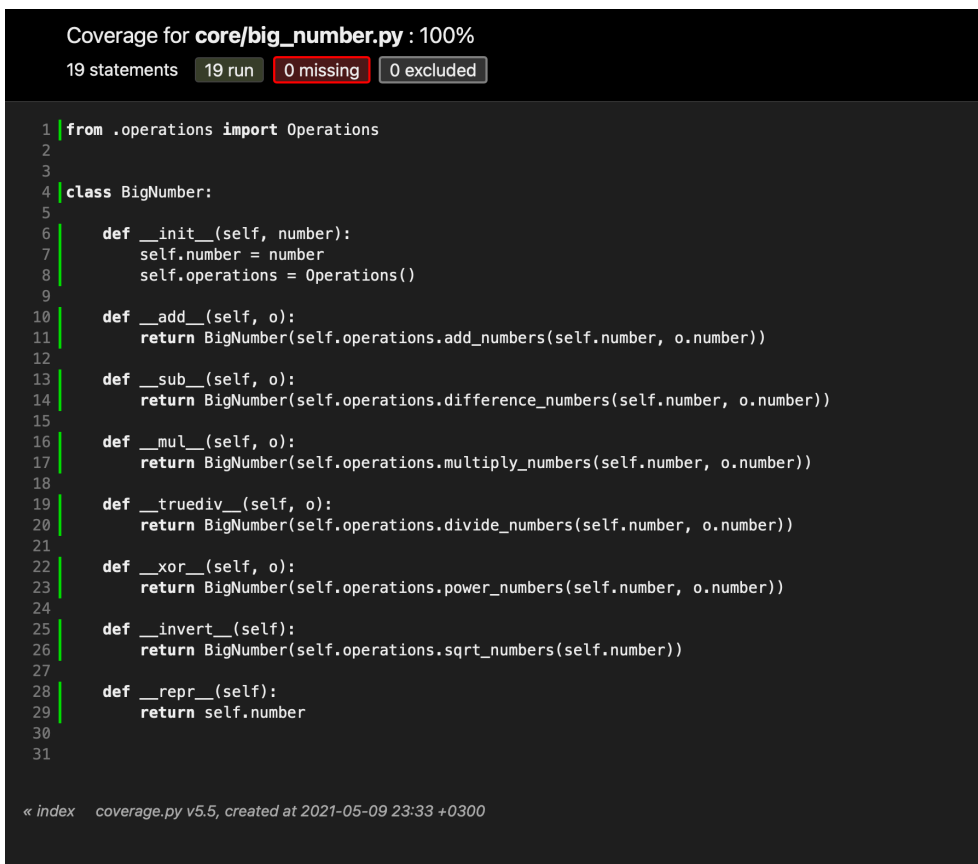 Coverage for core/big_number.py : 100%
19 statements 19 run 0 missing 0 excluded
1 from .operations import Operations
2
3
4 class BigNumber:
5
6     def __init__(self, number):
7         self.number = number
8         self.operations = Operations()
9
10     def __add__(self, o):
11         return BigNumber(self.operations.add_numbers(self.number, o.number))
12
13     def __sub__(self, o):
14         return BigNumber(self.operations.difference_numbers(self.number, o.number))
15
16     def __mul__(self, o):
17         return BigNumber(self.operations.multiply_numbers(self.number, o.number))
18
19     def __truediv__(self, o):
20         return BigNumber(self.operations.divide_numbers(self.number, o.number))
21
22     def __xor__(self, o):
23         return BigNumber(self.operations.power_numbers(self.number, o.number))
24
25     def __invert__(self):
26         return BigNumber(self.operations.sqrt_numbers(self.number))
27
28     def __repr__(self):
29         return self.number
30
31
« index coverage.py v5.5, created at 2021-05-09 23:33 +0300